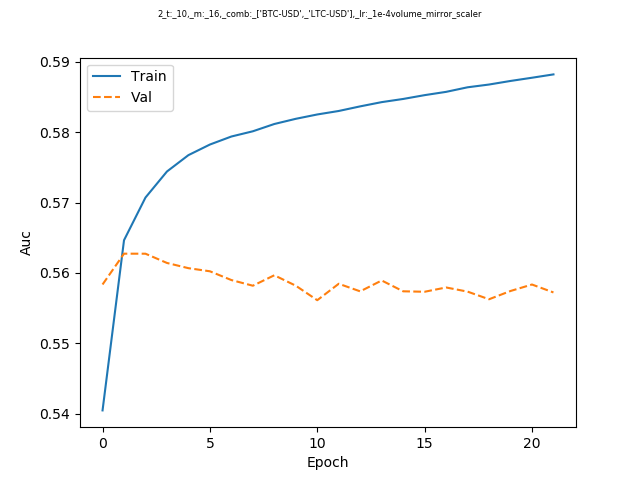 2_t:_10,_m:_16,_comb:_['BTC-USD',_'LTC-USD'],_lr:_1e-4volume_mirror_scaler
0.59
Train
Val
0.58
0.57
Auc
0.56
0.55
0.54
0 5 10 15 20
Epoch